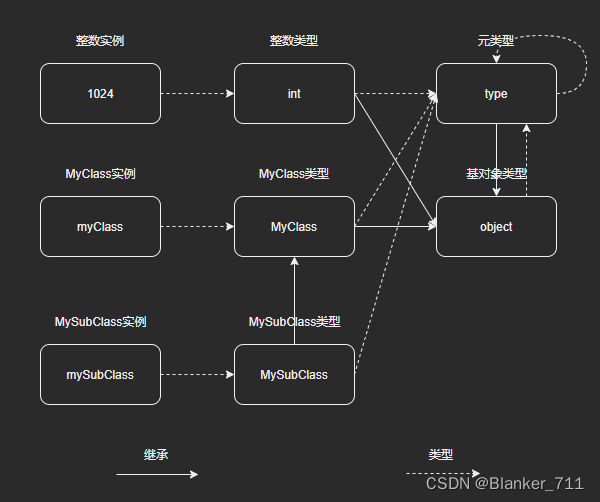 整数实例 整数类型 元类型
1024 int type
MyClass实例 MyClass类型 基对象类型
myClass MyClass object
MySubClass实例 MySubClass类型
mySubClass MySubClass
继承 类型
CSDN @Blanker_711